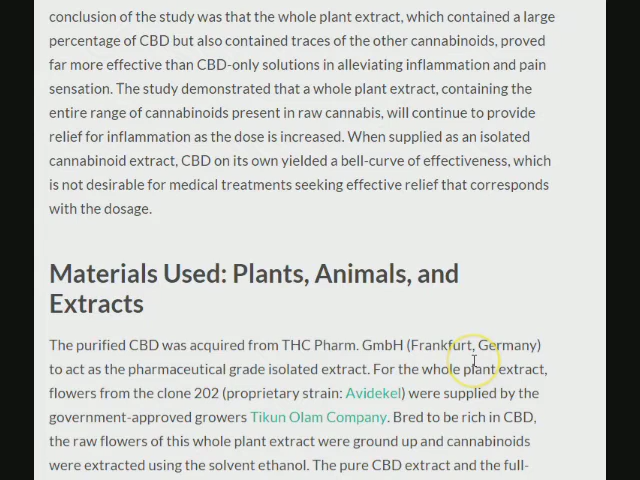 conclusion of the study was that the whole plant extract, which contained a large
percentage of CBD but also contained traces of the other cannabinoids, proved
far more effective than CBD-only solutions in alleviating inflammation and pain
sensation. The study demonstrated that a whole plant extract, containing the
entire range of cannabinoids present in raw cannabis, will continue to provide
relief for inflammation as the dose is increased. When supplied as an isolated
cannabinoid extract, CBD on its own yielded a bell-curve of effectiveness, which
is not desirable for medical treatments seeking effective relief that corresponds
with the dosage.
Materials Used: Plants, Animals, and
Extracts
The purified CBD was acquired from THC Pharm. GmbH (Frankfurt, Germany)
to act as the pharmaceutical grade isolated extract. For the whole plant extract,
flowers from the clone 202 (proprietary strain: Avidekel) were supplied by the
government-approved growers Tikun Olam Company. Bred to be rich in CBD,
the raw flowers of this whole plant extract were ground up and cannabinoids
were extracted using the solvent ethanol. The pure CBD extract and the full-